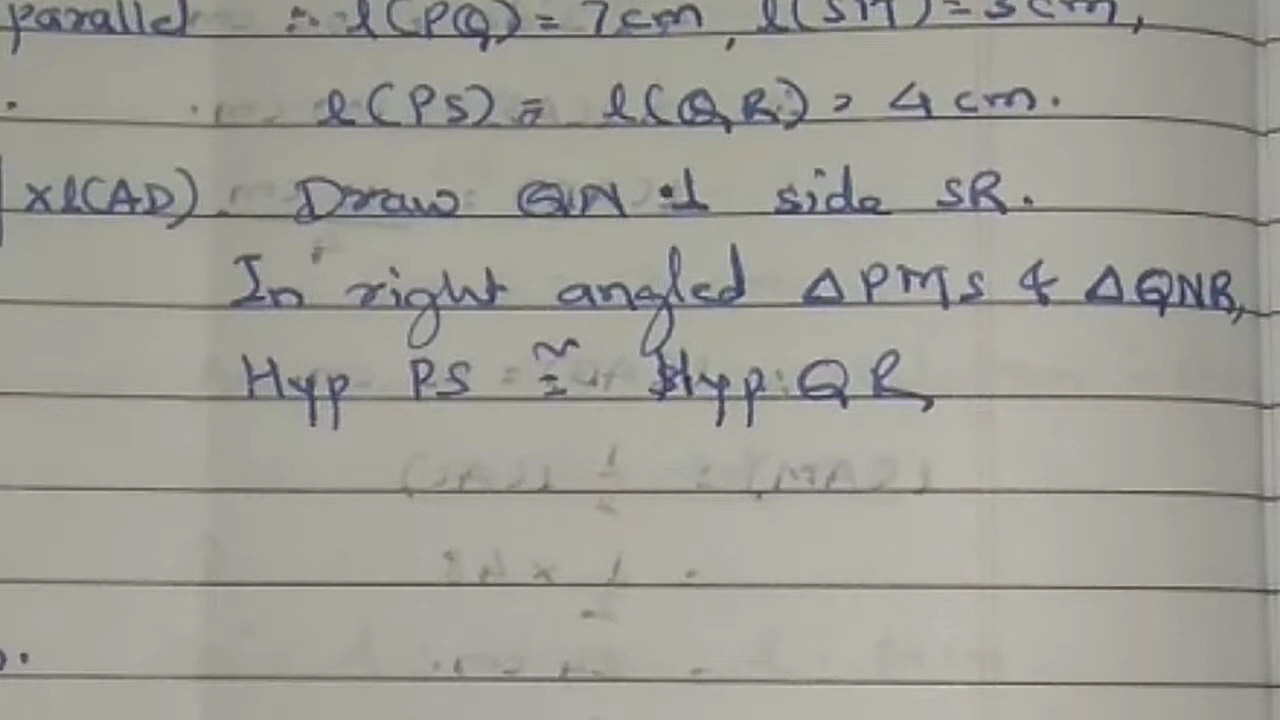 parallel ∴ l(PQ) = 7cm, l(SM) = 3cm,
l(PS) = l(QR) = 4 cm.
x l(AD). Draw QN ⊥ side SR.
In right angled △PMS & △QNR,
Hyp PS ≅ Hyp QR,